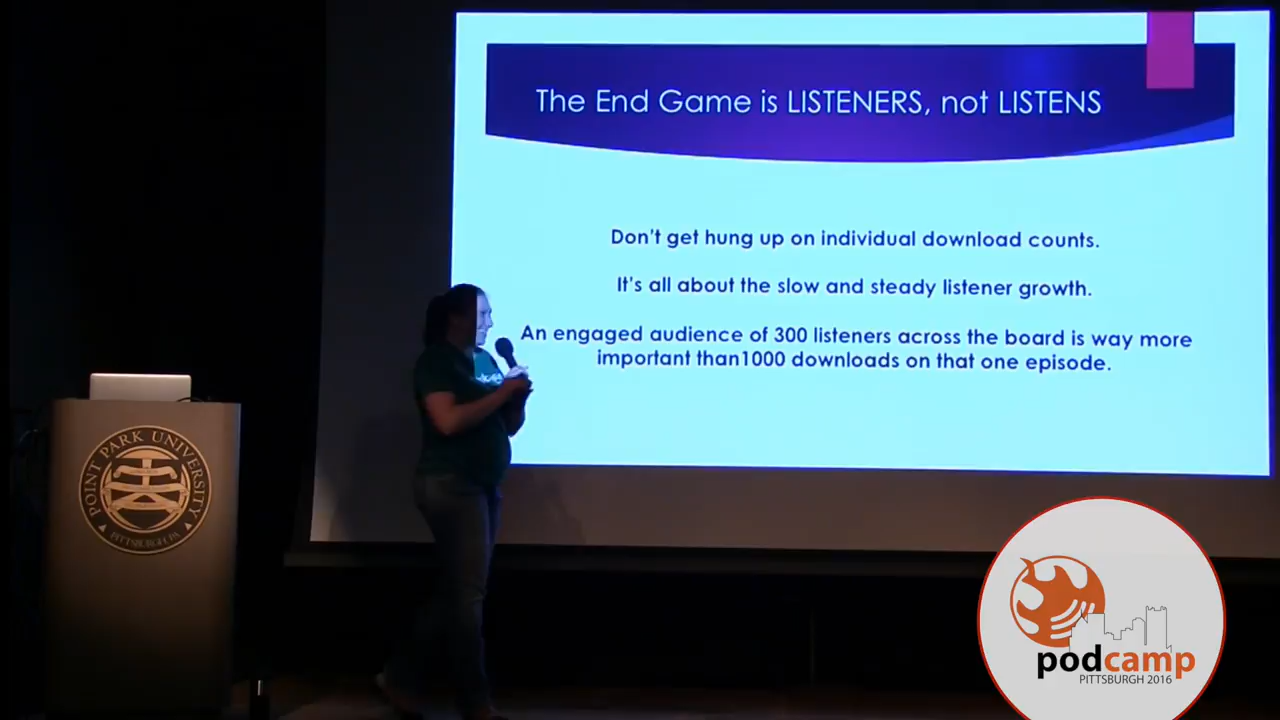 The End Game is LISTENERS, not LISTENS
Don't get hung up on individual download counts.
It's all about the slow and steady listener growth.
An engaged audience of 300 listeners across the board is way more
important than1000 downloads on that one episode.
POINT PARK UNIVERSITY
PITTSBURGH, PA
podcamp
PITTSBURGH 2016